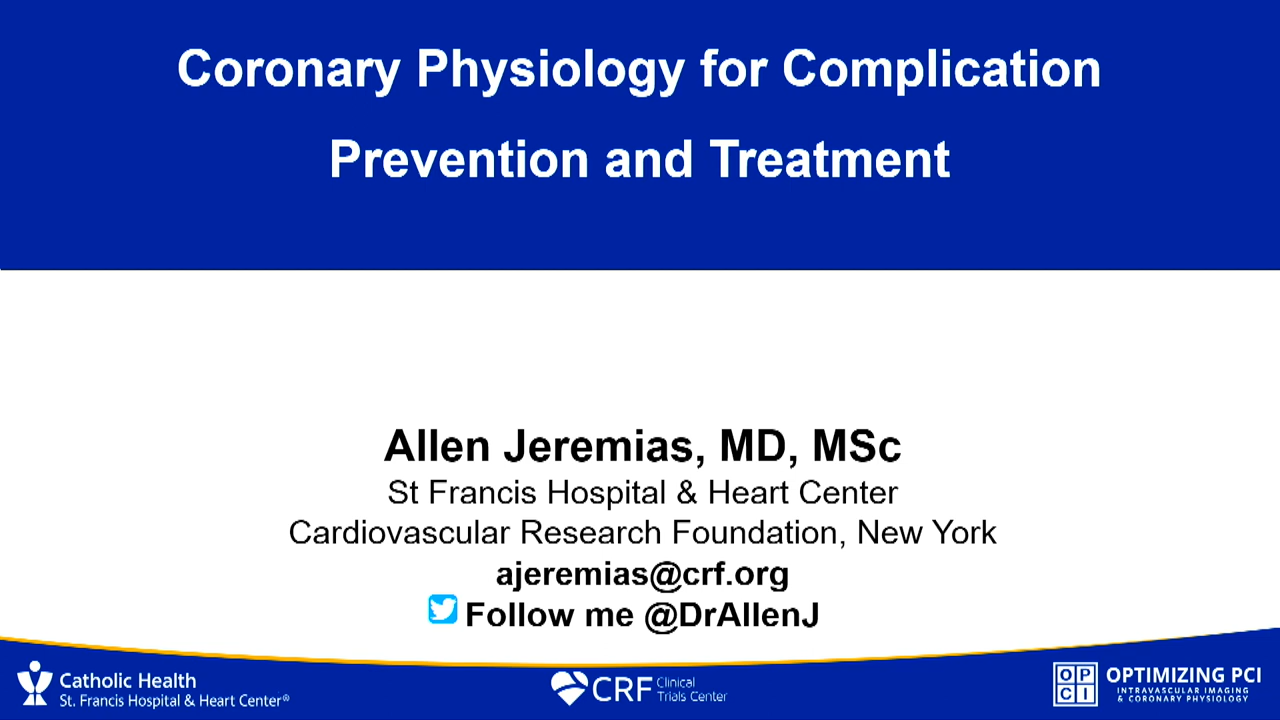 Coronary Physiology for Complication
Prevention and Treatment
Allen Jeremias, MD, MSc
St Francis Hospital & Heart Center
Cardiovascular Research Foundation, New York
ajeremias@crf.org
Follow me @DrAllenJ
Catholic Health
St. Francis Hospital & Heart Center®
CRF Clinical
Trials Center
OP
CI
OPTIMIZING PCI
INTRAVASCULAR IMAGING
& CORONARY PHYSIOLOGY